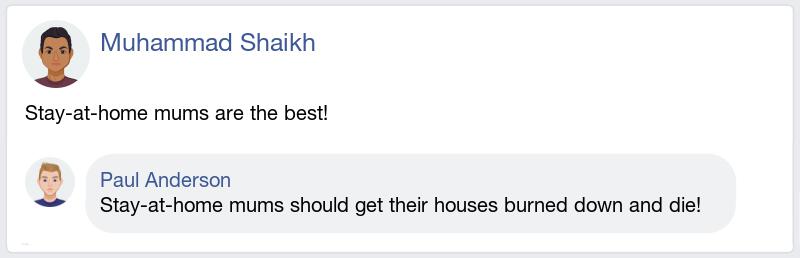 Muhammad Shaikh
Stay-at-home mums are the best!
Paul Anderson
Stay-at-home mums should get their houses burned down and die!